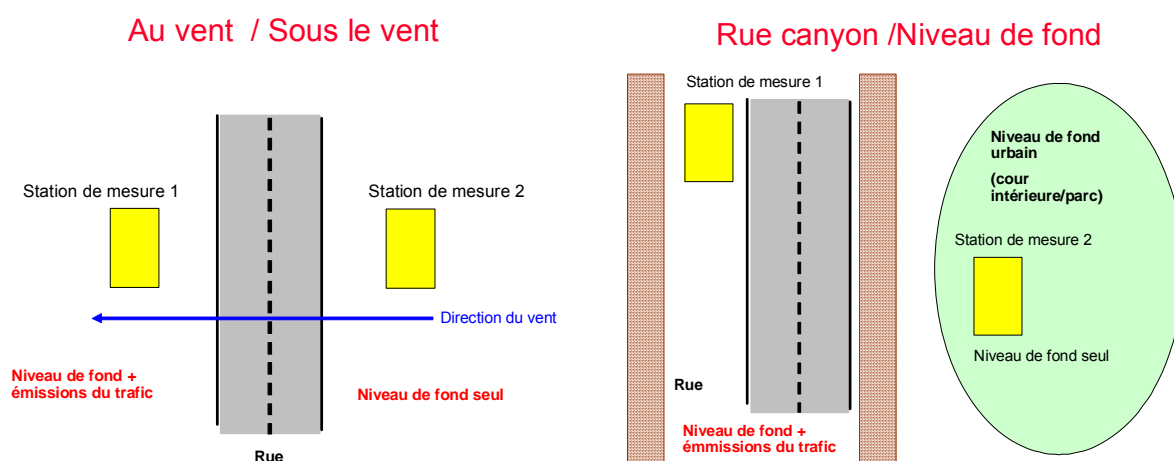 Au vent / Sous le vent
Station de mesure 1
Station de mesure 2
Direction du vent
Niveau de fond +
émissions du trafic
Niveau de fond seul
Rue
Rue canyon /Niveau de fond
Station de mesure 1
Niveau de fond
urbain
(cour
intérieure/parc)
Station de mesure 2
Niveau de fond seul
Rue
Niveau de fond +
émmissions du trafic